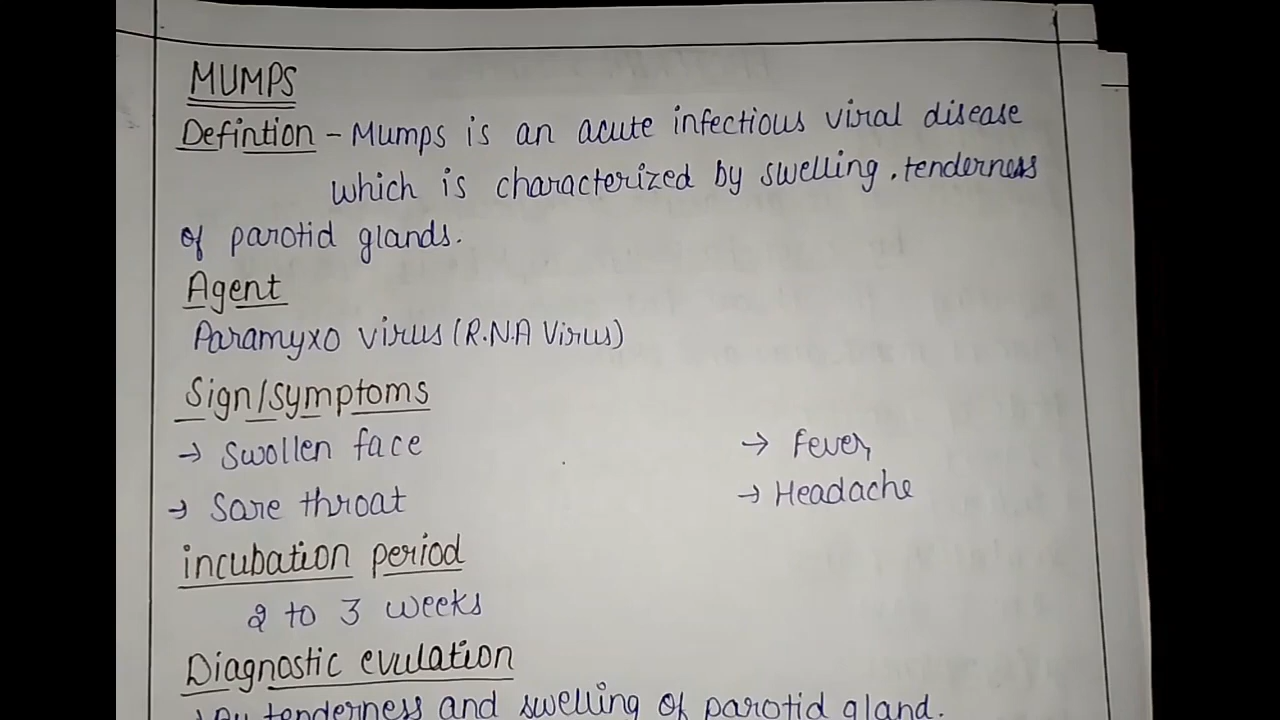 MUMPS
Defintion - Mumps is an acute infectious viral disease
which is characterized by swelling, tenderness
of parotid glands.
Agent
Paramyxo virus (R.N.A Virus)
Sign/symptoms
→ Swollen face → Fever,
→ Sore throat → Headache
incubation period
2 to 3 weeks
Diagnostic evulation
tenderness and swelling of parotid gland.